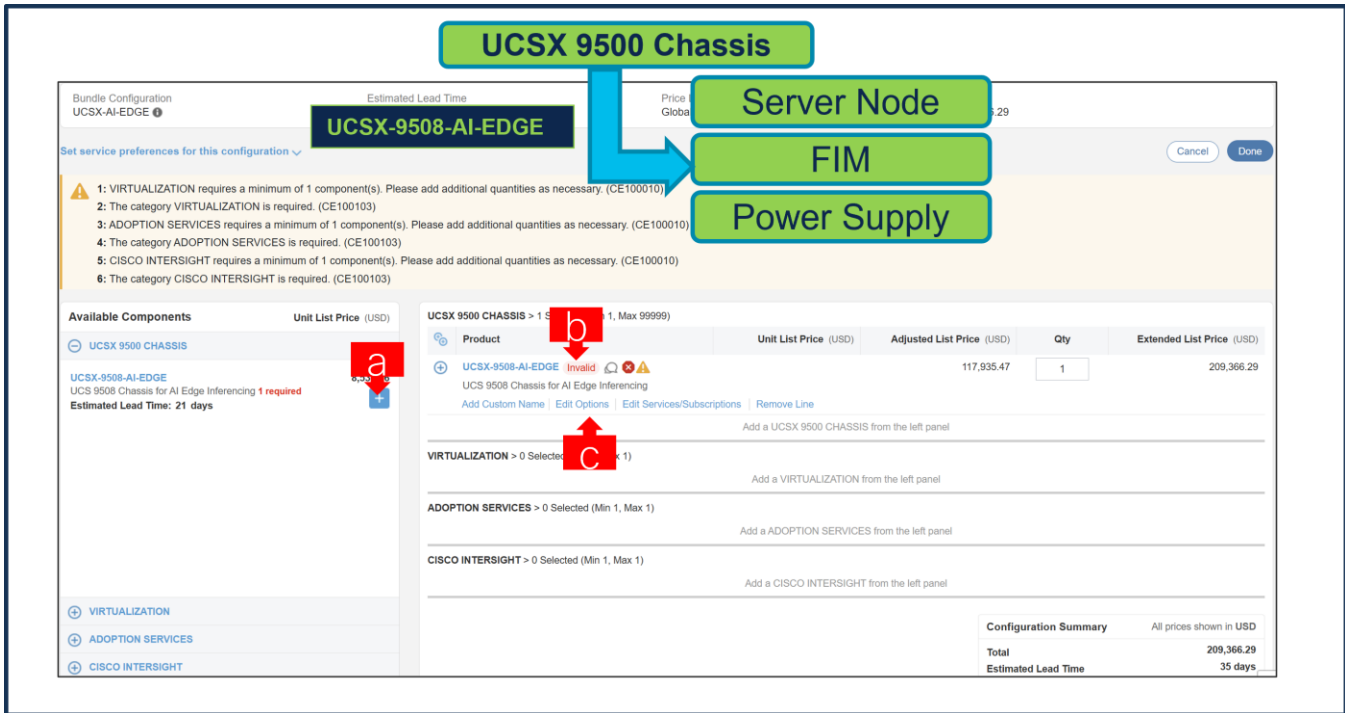 UCSX 9500 Chassis
Server Node
FIM
Power Supply
UCSX-9508-AI-EDGE
Bundle Configuration
UCSX-AI-EDGE
Estimated Lead Time
Price
Globa
.29
Set service preferences for this configuration
Cancel
Done
1: VIRTUALIZATION requires a minimum of 1 component(s). Please add additional quantities as necessary. (CE100010)
2: The category VIRTUALIZATION is required. (CE100103)
3: ADOPTION SERVICES requires a minimum of 1 component(s). Please add additional quantities as necessary. (CE100010)
4: The category ADOPTION SERVICES is required. (CE100103)
5: CISCO INTERSIGHT requires a minimum of 1 component(s). Please add additional quantities as necessary. (CE100010)
6: The category CISCO INTERSIGHT is required. (CE100103)
Available Components Unit List Price (USD)
UCSX 9500 CHASSIS
a
UCSX-9508-AI-EDGE
UCS 9508 Chassis for AI Edge Inferencing 1 required
Estimated Lead Time: 21 days
VIRTUALIZATION
ADOPTION SERVICES
CISCO INTERSIGHT
UCSX 9500 CHASSIS > 1 S 1, Max 99999)
b
Product Unit List Price (USD) Adjusted List Price (USD) Qty Extended List Price (USD)
UCSX-9508-AI-EDGE Invalid 117,935.47 1 209,366.29
UCS 9508 Chassis for AI Edge Inferencing
Add Custom Name | Edit Options | Edit Services/Subscriptions | Remove Line
c
Add a UCSX 9500 CHASSIS from the left panel
VIRTUALIZATION > 0 Selected x 1)
Add a VIRTUALIZATION from the left panel
ADOPTION SERVICES > 0 Selected (Min 1, Max 1)
Add a ADOPTION SERVICES from the left panel
CISCO INTERSIGHT > 0 Selected (Min 1, Max 1)
Add a CISCO INTERSIGHT from the left panel
Configuration Summary All prices shown in USD
Total 209,366.29
Estimated Lead Time 35 days